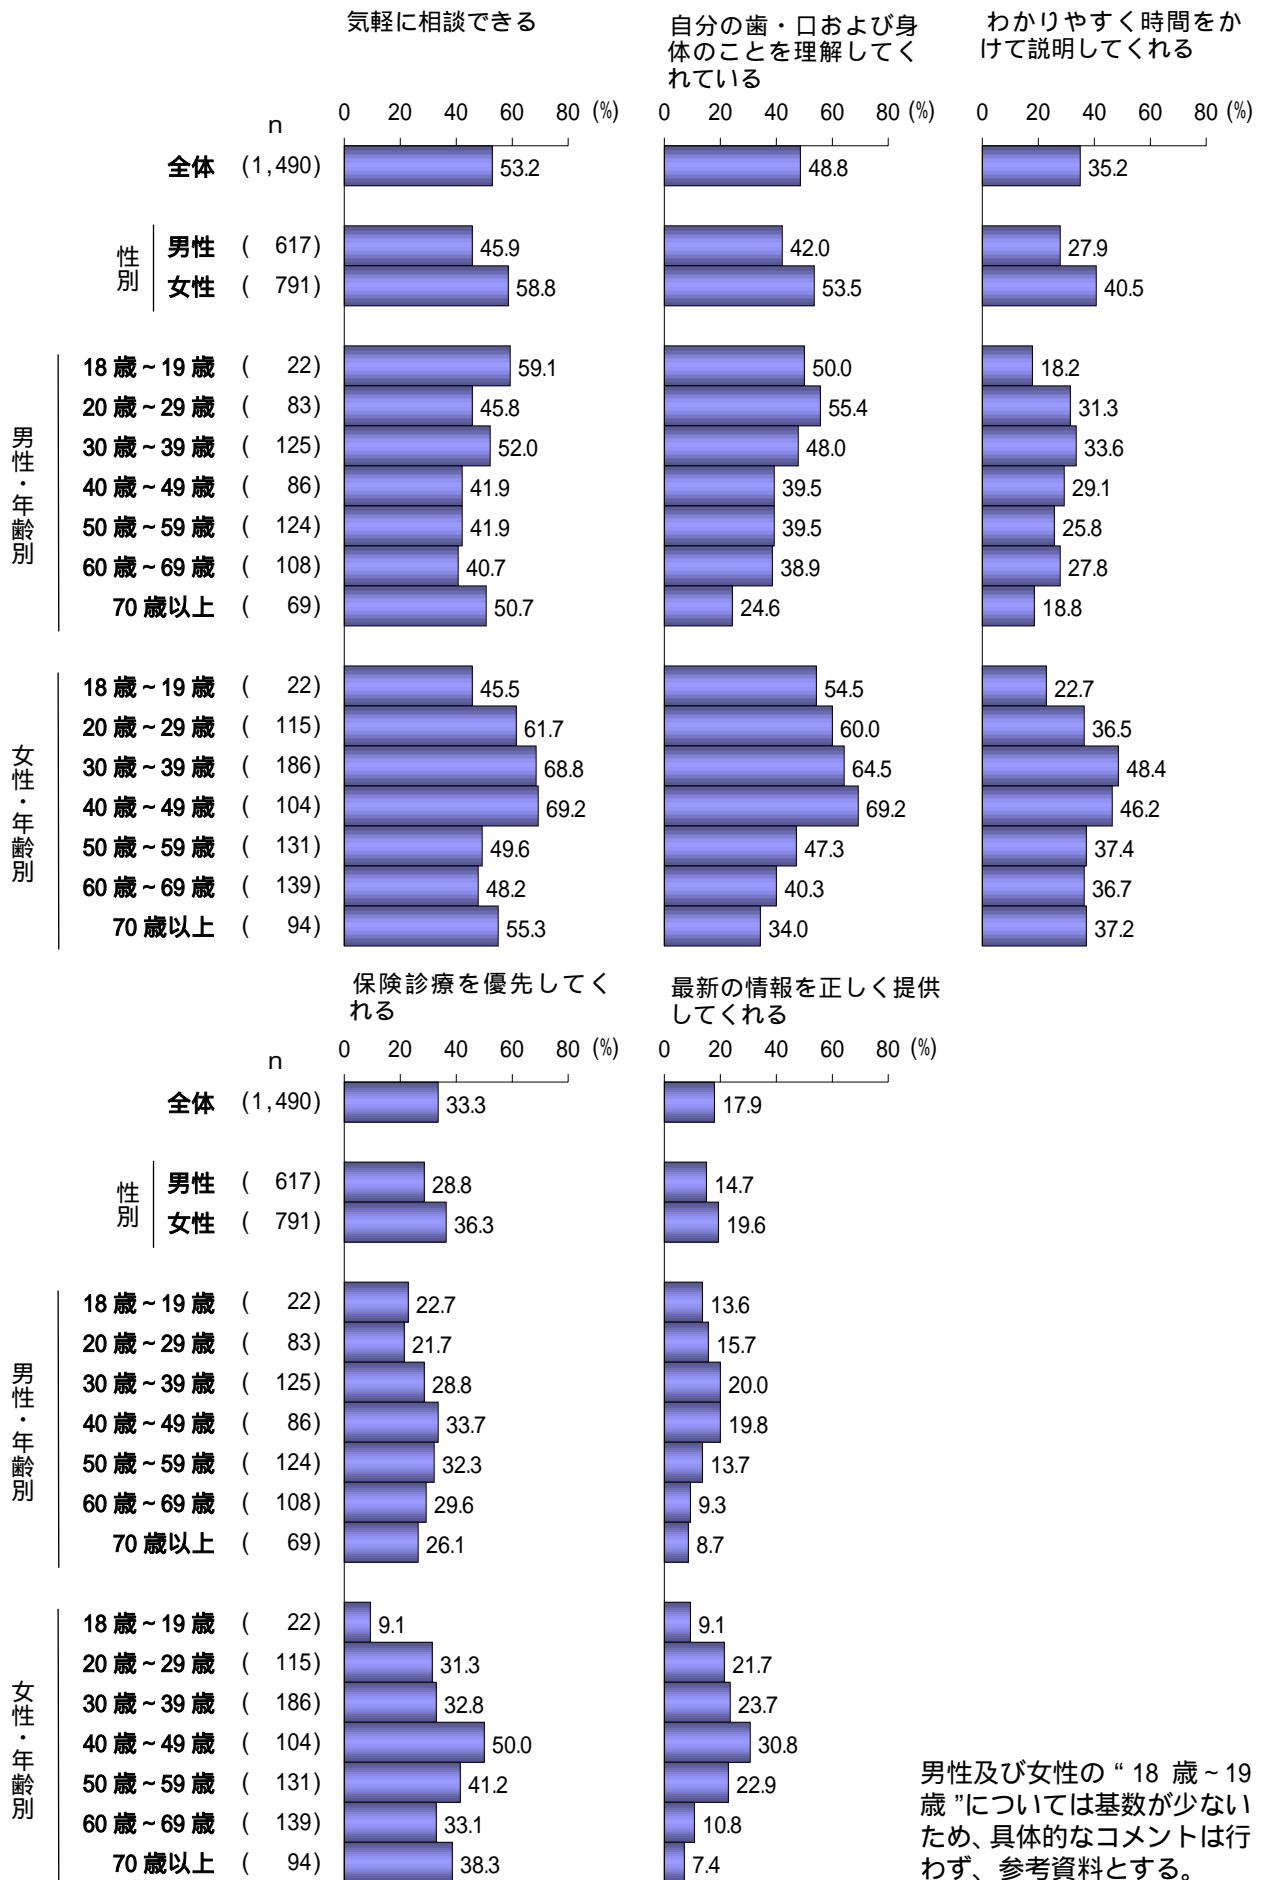 気軽に相談できる
自分の歯・口および身
体のことを理解してく
れている
わかりやすく時間をか
けて説明してくれる
0 20 40 60 80 (%) 0 20 40 60 80 (%) 0 20 40 60 80 (%)
n
全体 (1,490) 53.2 48.8 35.2
性別
男性 ( 617) 45.9 42.0 27.9
女性 ( 791) 58.8 53.5 40.5
男性・年齢別
18歳~19歳 ( 22) 59.1 50.0 18.2
20歳~29歳 ( 83) 45.8 55.4 31.3
30歳~39歳 ( 125) 52.0 48.0 33.6
40歳~49歳 ( 86) 41.9 39.5 29.1
50歳~59歳 ( 124) 41.9 39.5 25.8
60歳~69歳 ( 108) 40.7 38.9 27.8
70歳以上 ( 69) 50.7 24.6 18.8
女性・年齢別
18歳~19歳 ( 22) 45.5 54.5 22.7
20歳~29歳 ( 115) 61.7 60.0 36.5
30歳~39歳 ( 186) 68.8 64.5 48.4
40歳~49歳 ( 104) 69.2 69.2 46.2
50歳~59歳 ( 131) 49.6 47.3 37.4
60歳~69歳 ( 139) 48.2 40.3 36.7
70歳以上 ( 94) 55.3 34.0 37.2
保険診療を優先してく
れる
最新の情報を正しく提供
してくれる
0 20 40 60 80 (%) 0 20 40 60 80 (%)
n
全体 (1,490) 33.3 17.9
性別
男性 ( 617) 28.8 14.7
女性 ( 791) 36.3 19.6
男性・年齢別
18歳~19歳 ( 22) 22.7 13.6
20歳~29歳 ( 83) 21.7 15.7
30歳~39歳 ( 125) 28.8 20.0
40歳~49歳 ( 86) 33.7 19.8
50歳~59歳 ( 124) 32.3 13.7
60歳~69歳 ( 108) 29.6 9.3
70歳以上 ( 69) 26.1 8.7
女性・年齢別
18歳~19歳 ( 22) 9.1 9.1
20歳~29歳 ( 115) 31.3 21.7
30歳~39歳 ( 186) 32.8 23.7
40歳~49歳 ( 104) 50.0 30.8
50歳~59歳 ( 131) 41.2 22.9
60歳~69歳 ( 139) 33.1 10.8
70歳以上 ( 94) 38.3 7.4
男性及び女性の“18 歳~19
歳”については基数が少ない
ため、具体的なコメントは行
わず、参考資料とする。